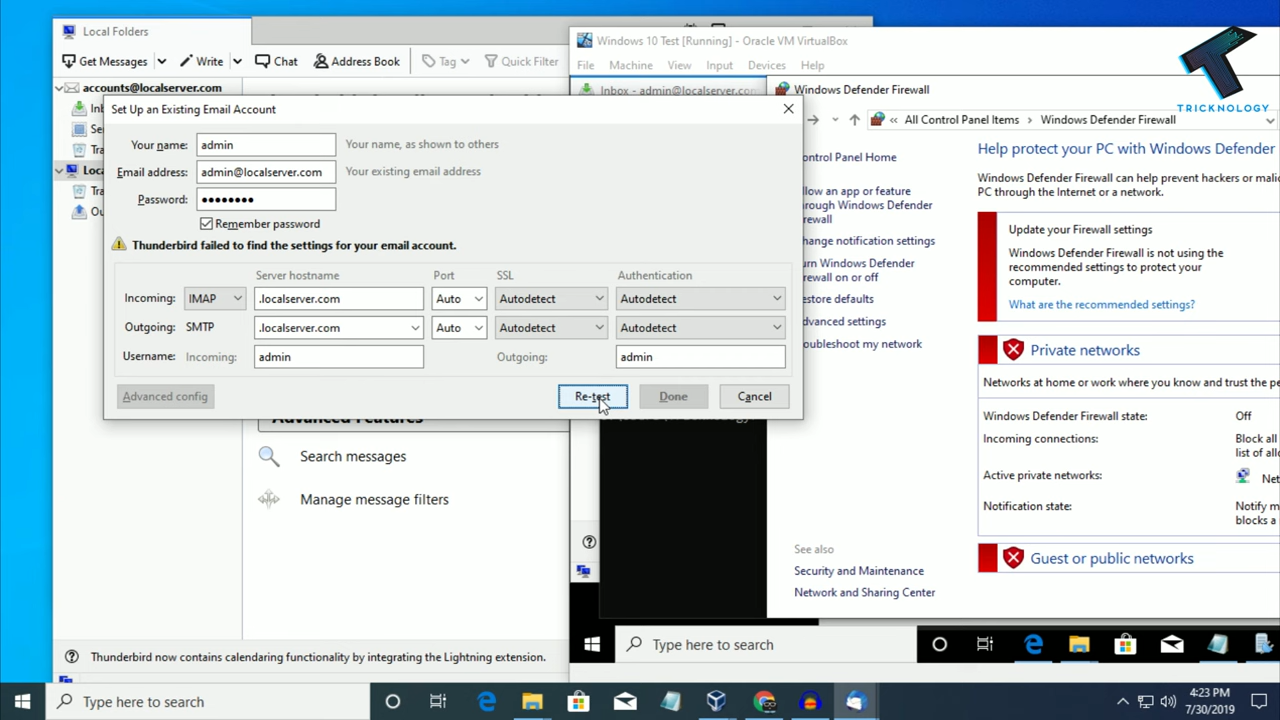 Local Folders
Get Messages
Write
Chat
Address Book
Tag
Quick Filter
accounts@localserver.com
Set Up an Existing Email Account
Your name:
admin
Your name, as shown to others
Email address:
admin@localserver.com
Your existing email address
Password:
Remember password
Thunderbird failed to find the settings for your email account.
Server hostname
Port
SSL
Authentication
Incoming:
IMAP
.localserver.com
Auto
Autodetect
Autodetect
Outgoing:
SMTP
.localserver.com
Auto
Autodetect
Autodetect
Username:
Incoming:
admin
Outgoing:
admin
Advanced config
Re-test
Done
Cancel
Advanced Features
Search messages
Manage message filters
Thunderbird now contains calendaring functionality by integrating the Lightning extension.
Windows 10 Test [Running] - Oracle VM VirtualBox
File
Machine
View
Input
Devices
Help
Inbox - admin@localserver.com
Windows Defender Firewall
« All Control Panel Items > Windows Defender Firewall
ontrol Panel Home
llow an app or feature
hrough Windows Defender
irewall
hange notification settings
urn Windows Defender
irewall on or off
estore defaults
dvanced settings
oubleshoot my network
See also
Security and Maintenance
Network and Sharing Center
Help protect your PC with Windows Defender
Windows Defender Firewall can help prevent hackers or malic
PC through the Internet or a network.
Update your Firewall settings
Windows Defender Firewall is not using the
recommended settings to protect your
computer.
What are the recommended settings?
Private networks
Networks at home or work where you know and trust the pe
Windows Defender Firewall state:
Off
Incoming connections:
Block all
list of allo
Active private networks:
Net
Notification state:
Notify m
blocks a
Guest or public networks
TRICKNOLOGY
Type here to search
Type here to search
4:23 PM
7/30/2019